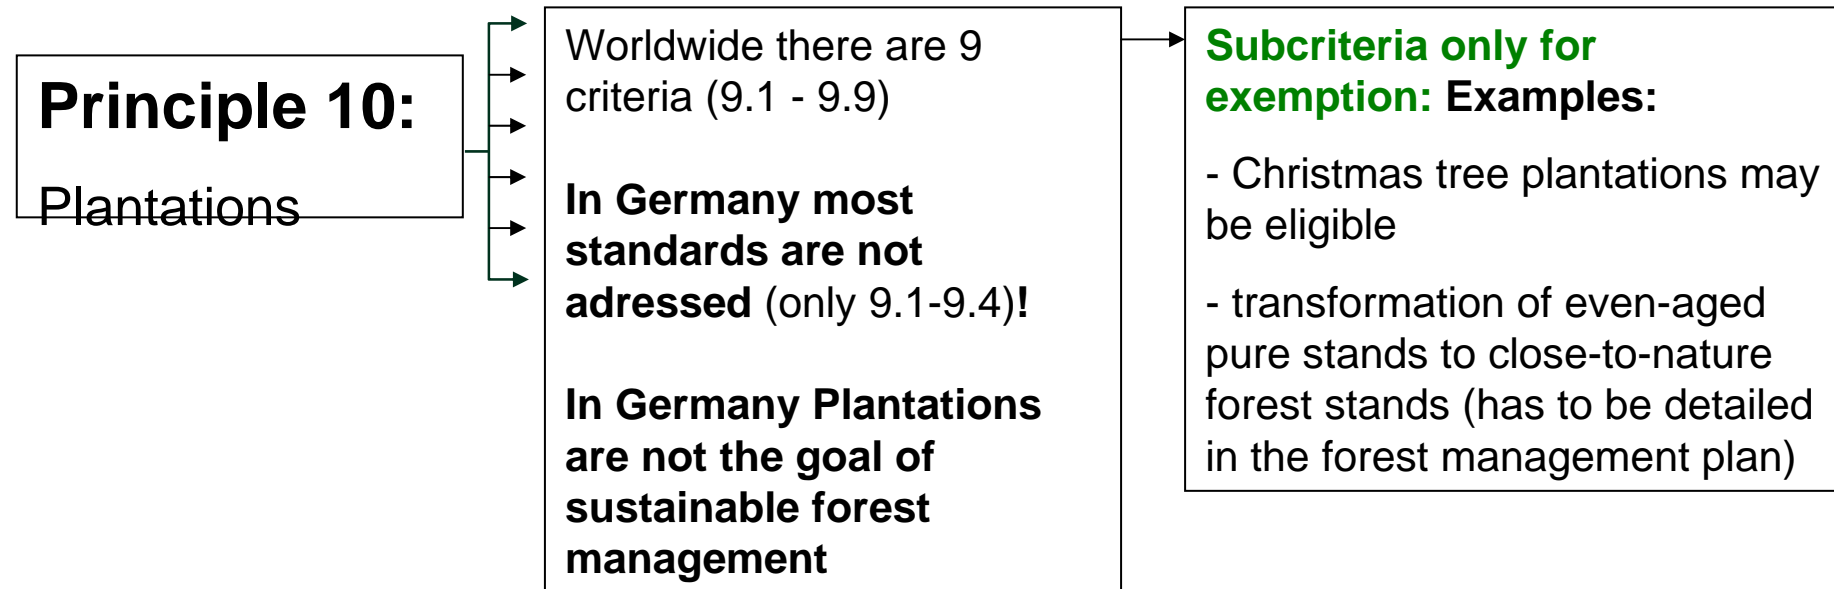 Principle 10:
Plantations
Worldwide there are 9
criteria (9.1 - 9.9)
In Germany most
standards are not
adressed (only 9.1-9.4)!
In Germany Plantations
are not the goal of
sustainable forest
management
Subcriteria only for
exemption: Examples:
- Christmas tree plantations may
be eligible
- transformation of even-aged
pure stands to close-to-nature
forest stands (has to be detailed
in the forest management plan)